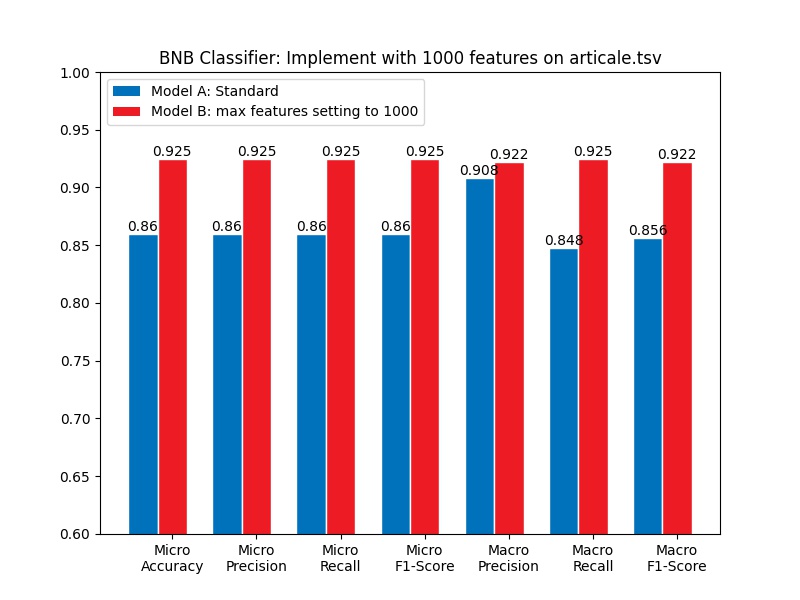 BNB Classifier: Implement with 1000 features on articale.tsv
Model A: Standard
Model B: max features setting to 1000
1.00
0.95
0.90
0.85
0.80
0.75
0.70
0.65
0.60
0.86
0.925
0.86
0.925
0.86
0.925
0.86
0.925
0.908
0.922
0.848
0.925
0.856
0.922
Micro
Accuracy
Micro
Precision
Micro
Recall
Micro
F1-Score
Macro
Precision
Macro
Recall
Macro
F1-Score